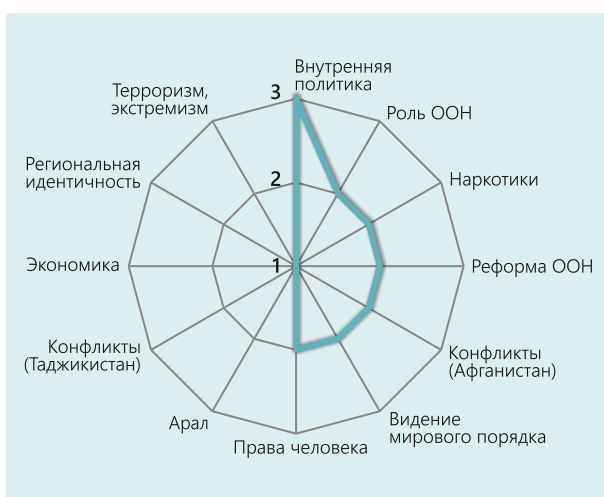 Внутренняя
политика
Роль ООН
Наркотики
Реформа ООН
Конфликты
(Афганистан)
Видение
мирового порядка
Права человека
Арал
Конфликты
(Таджикистан)
Экономика
Региональная
идентичность
Терроризм,
экстремизм
3
2
1